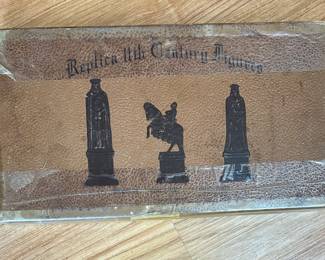 Replica 11th Century Figures